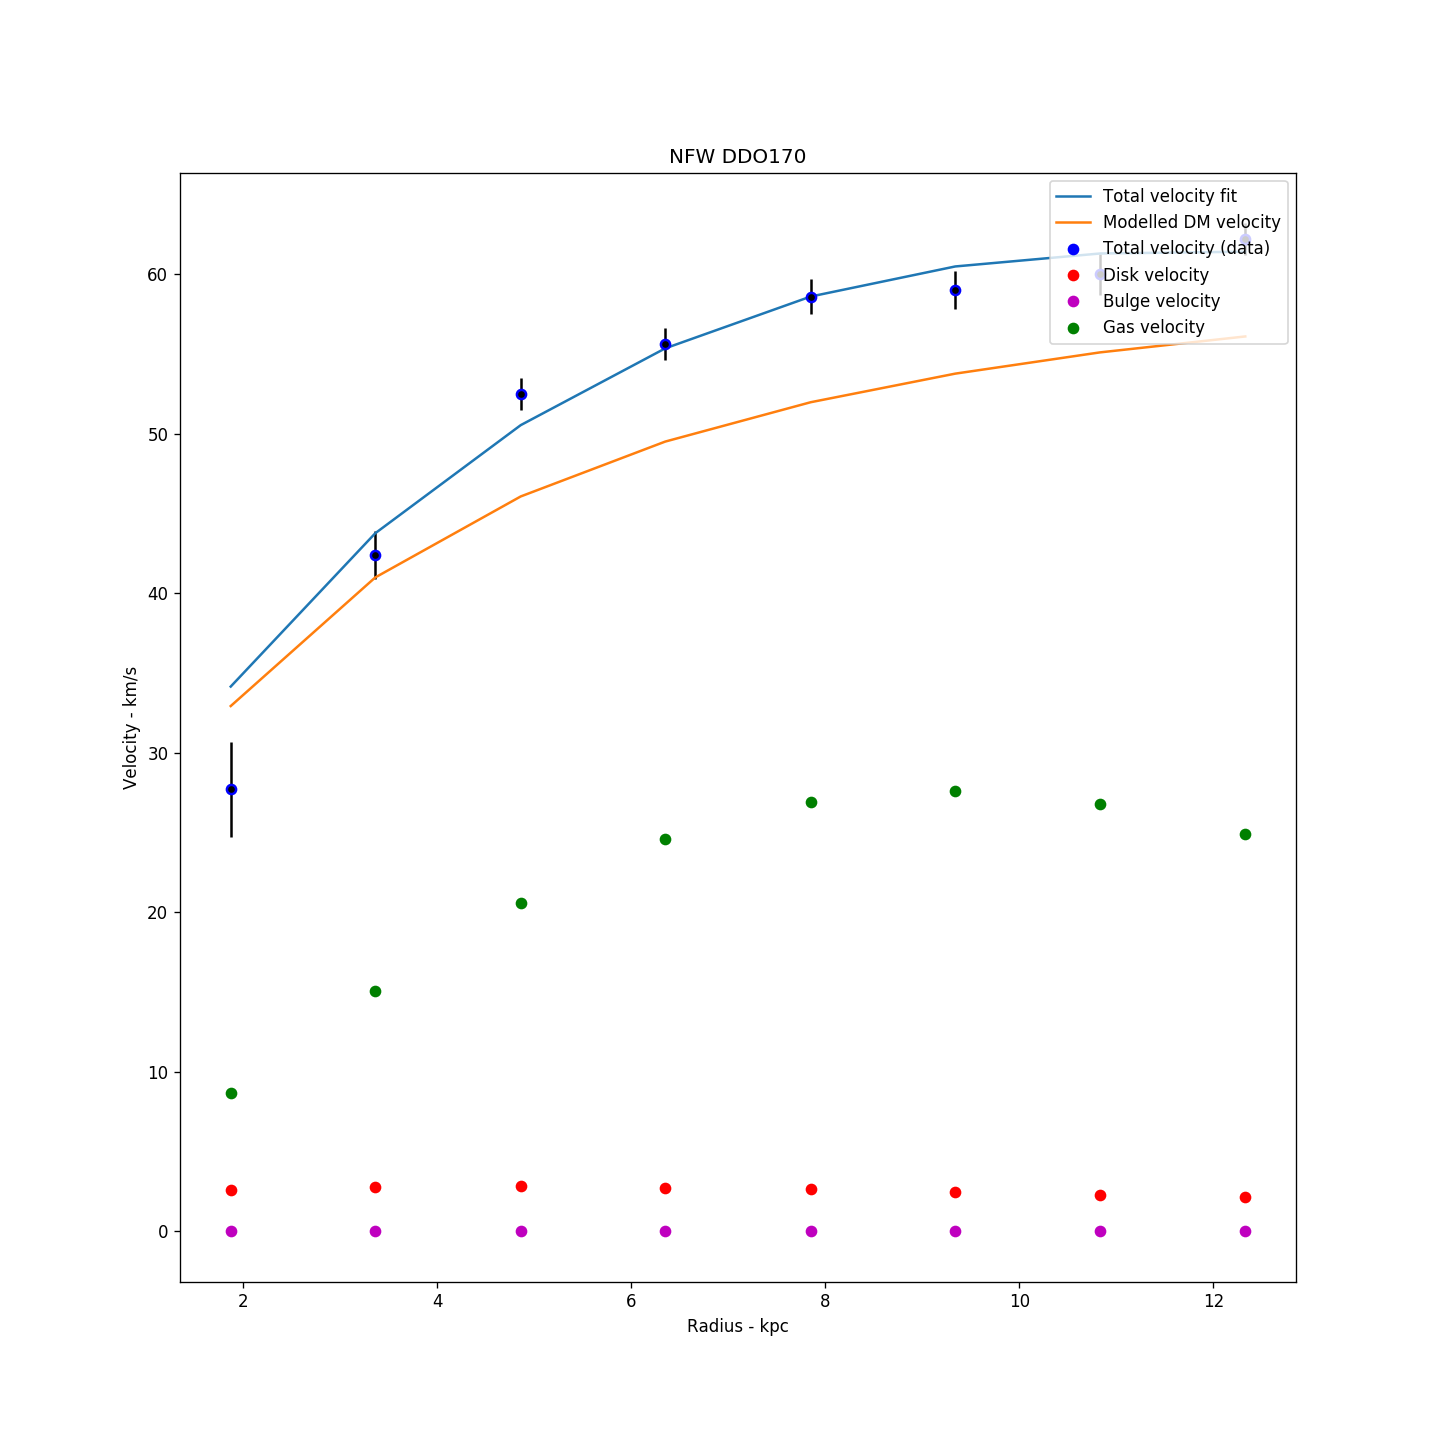 NFW DDO170
Total velocity fit
Modelled DM velocity
Total velocity (data)
Disk velocity
Bulge velocity
Gas velocity
60
50
40
30
20
10
0
Velocity - km/s
2 4 6 8 10 12
Radius - kpc